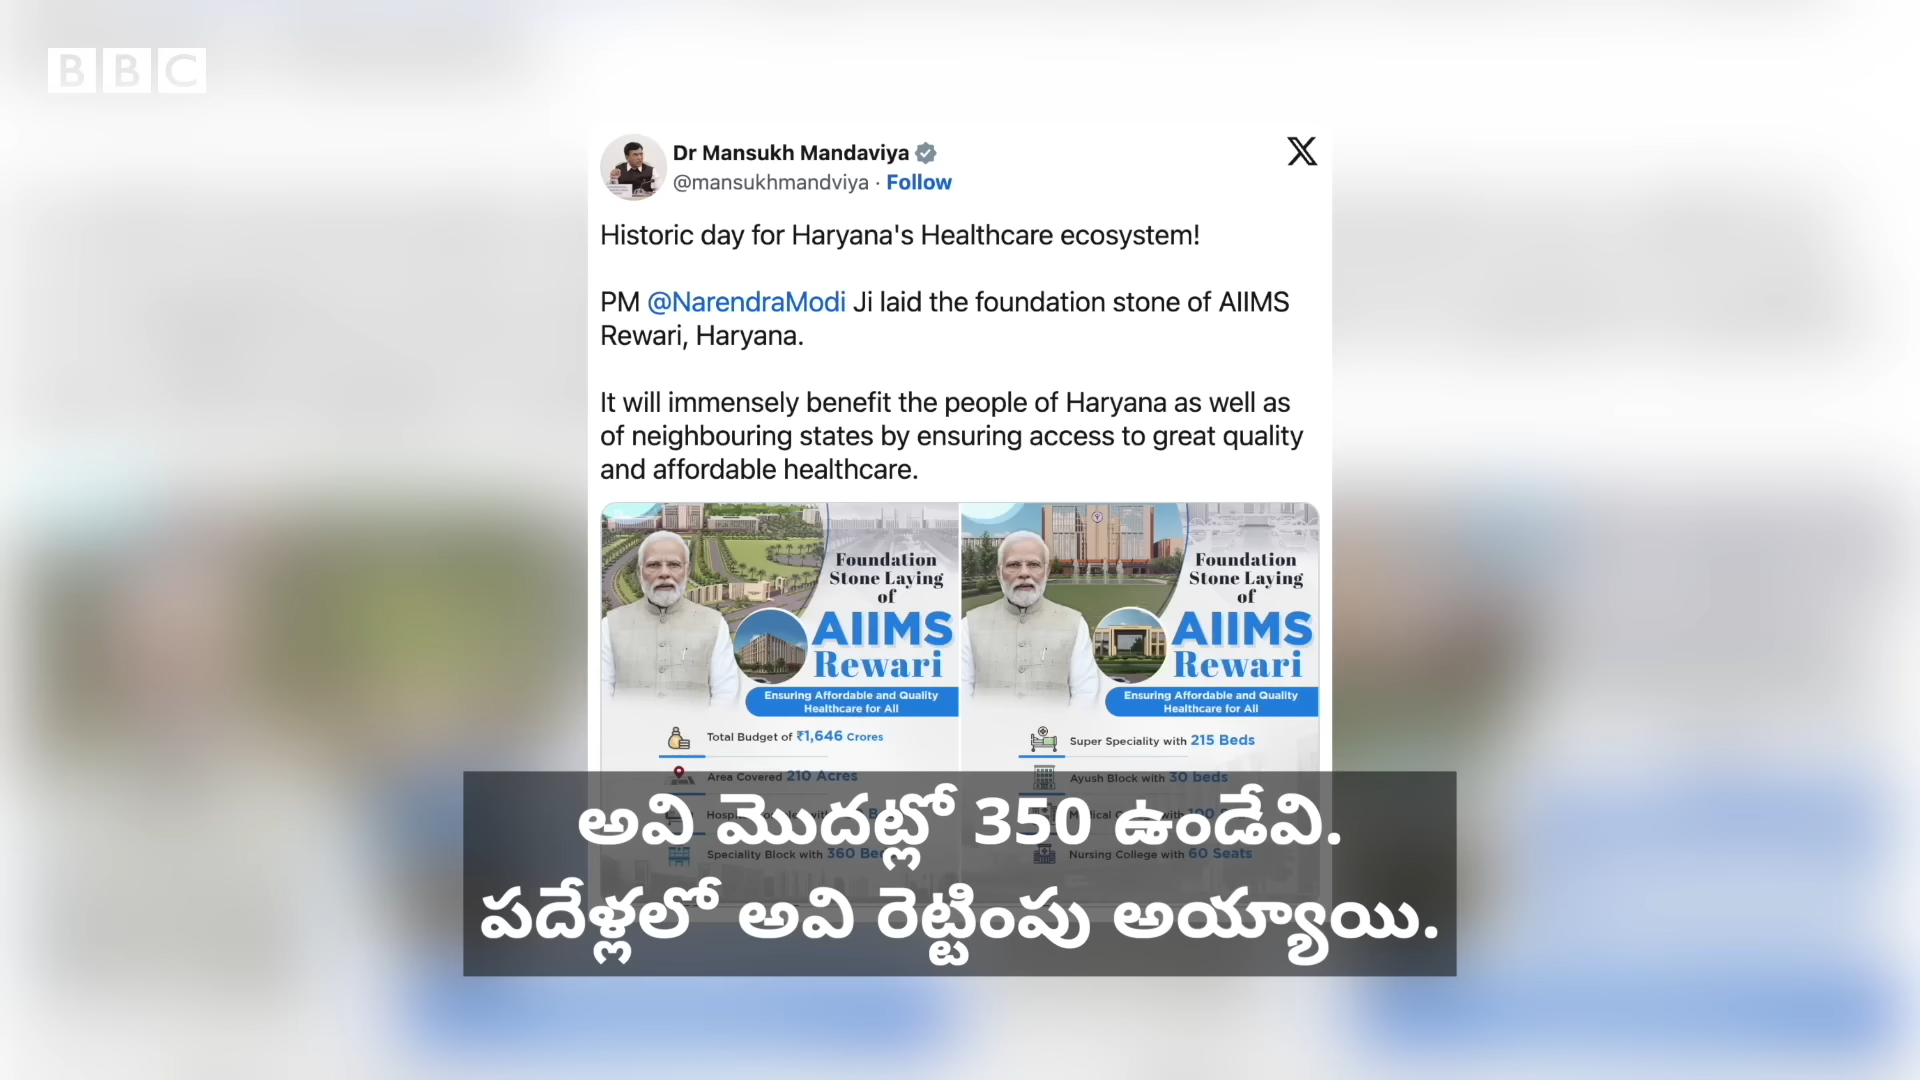 BBC
Dr Mansukh Mandaviya
@mansukhmandviya · Follow
Historic day for Haryana's Healthcare ecosystem!
PM @NarendraModi Ji laid the foundation stone of AIIMS
Rewari, Haryana.
It will immensely benefit the people of Haryana as well as
of neighbouring states by ensuring access to great quality
and affordable healthcare.
Foundation
Stone Laying
of
AIIMS
Rewari
Ensuring Affordable and Quality
Healthcare for All
Total Budget of ₹1,646 Crores
Area Covered 210 Acres
Speciality Block with 360
Foundation
Stone Laying
of
AIIMS
Rewari
Ensuring Affordable and Quality
Healthcare for All
Super Speciality with 215 Beds
Ayush Block with 30 beds
Nursing College with 60 Seats
అవి మొదట్లో 350 ఉండేవి.
పదేళ్లలో అవి రెట్టింపు అయ్యాయి.